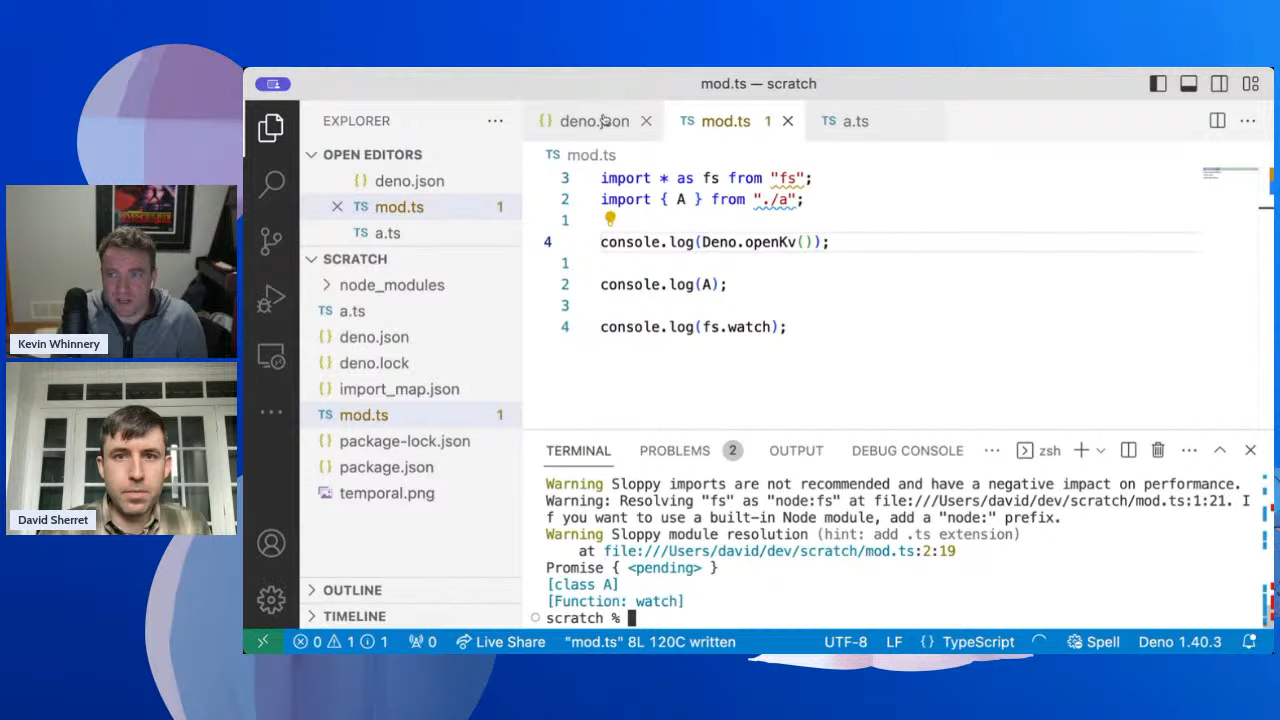 mod.ts — scratch
EXPLORER
OPEN EDITORS
{} deno.json
TS mod.ts 1
TS a.ts
SCRATCH
node_modules
TS a.ts
{} deno.json
{} deno.lock
{} import_map.json
TS mod.ts 1
{} package-lock.json
{} package.json
temporal.png
OUTLINE
TIMELINE
{} deno.json
TS mod.ts 1
TS a.ts
TS mod.ts
3 import * as fs from "fs";
2 import { A } from "./a";
1
4 console.log(Deno.openKv());
1
2 console.log(A);
3
4 console.log(fs.watch);
TERMINAL PROBLEMS 2 OUTPUT DEBUG CONSOLE zsh
Warning Sloppy imports are not recommended and have a negative impact on performance.
Warning: Resolving "fs" as "node:fs" at file:///Users/david/dev/scratch/mod.ts:1:21. I
f you want to use a built-in Node module, add a "node:" prefix.
Warning Sloppy module resolution (hint: add .ts extension)
at file:///Users/david/dev/scratch/mod.ts:2:19
Promise { <pending> }
[class A]
[Function: watch]
scratch %
0 1 1 0 Live Share "mod.ts" 8L 120C written UTF-8 LF {} TypeScript Spell Deno 1.40.3
Kevin Whinnery
David Sherret